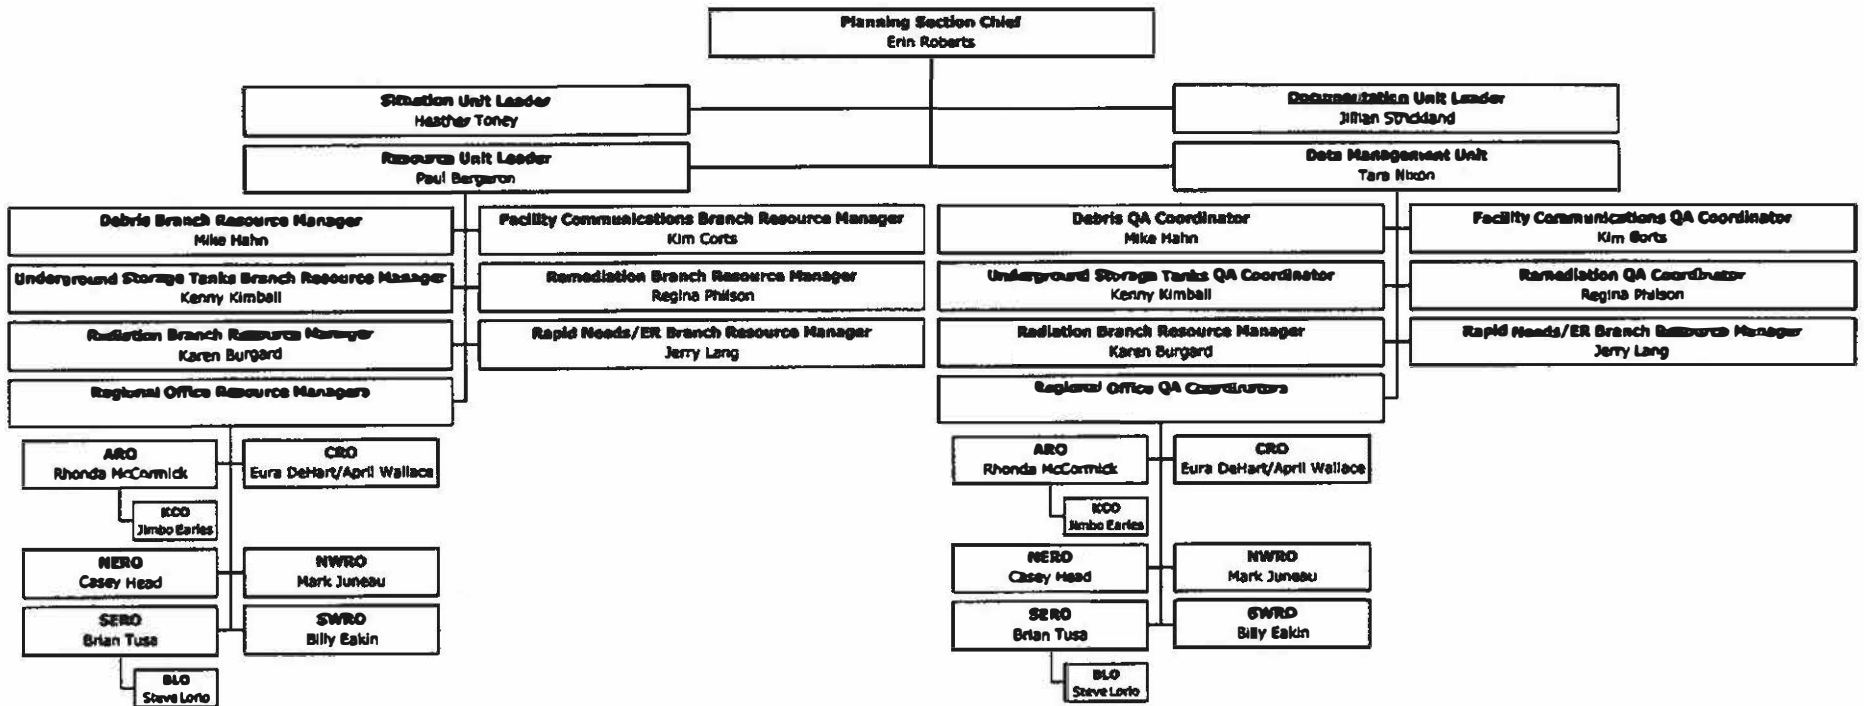 Planning Section Chief
Erin Roberts
Situation Unit Leader
Heather Toney
Documentation Unit Leader
Jillian Strickland
Resource Unit Leader
Paul Bergeron
Data Management Unit
Tara Nixon
Debris Branch Resource Manager
Mike Hahn
Facility Communications Branch Resource Manager
Kim Corts
Underground Storage Tanks Branch Resource Manager
Kenny Kimball
Remediation Branch Resource Manager
Regina Philson
Radiation Branch Resource Manager
Karen Burgard
Rapid Needs/ER Branch Resource Manager
Jerry Lang
Regional Office Resource Managers
ARO
Rhonda McCormick
CRO
Eura DeHart/April Wallace
KCO
Jimbo Earles
NERO
Casey Head
NWRO
Mark Juneau
SERO
Brian Tusa
SWRO
Billy Eakin
BLO
Steve Lorio
Debris QA Coordinator
Mike Hahn
Facility Communications QA Coordinator
Kim Corts
Underground Storage Tanks QA Coordinator
Kenny Kimball
Remediation QA Coordinator
Regina Philson
Radiation Branch Resource Manager
Karen Burgard
Rapid Needs/ER Branch Resource Manager
Jerry Lang
Regional Office QA Coordinators
ARO
Rhonda McCormick
CRO
Eura DeHart/April Wallace
KCO
Jimbo Earles
NERO
Casey Head
NWRO
Mark Juneau
SERO
Brian Tusa
SWRO
Billy Eakin
BLO
Steve Lorio